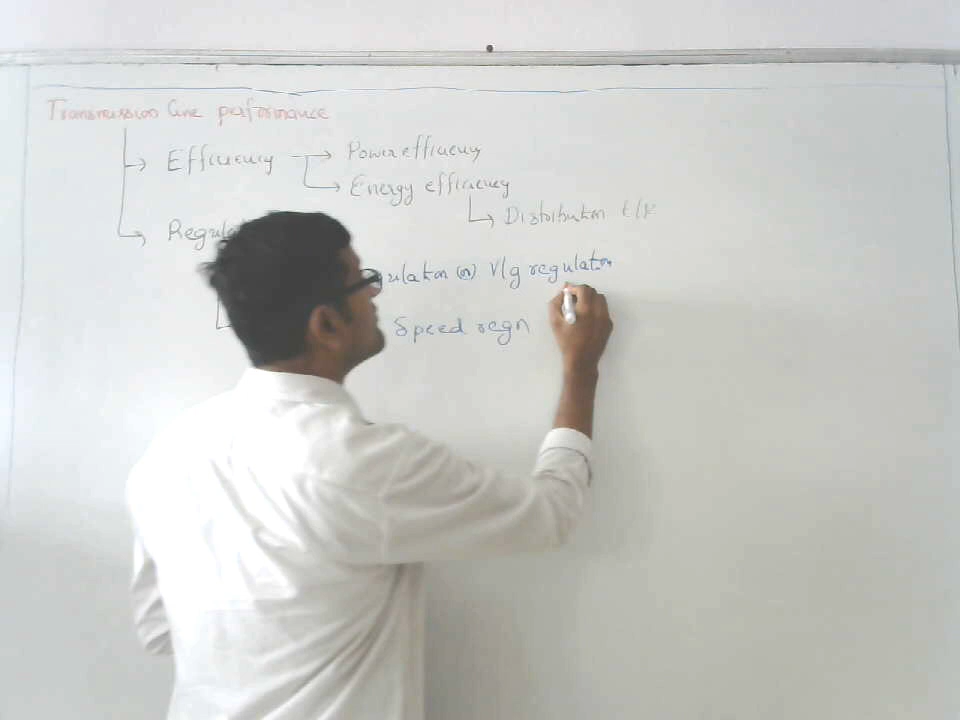 Transmission line performance
Efficiency → Power efficiency
→ Energy efficiency
Distribution t/f
Regula
gulation (or) V/g regulation
Speed regn